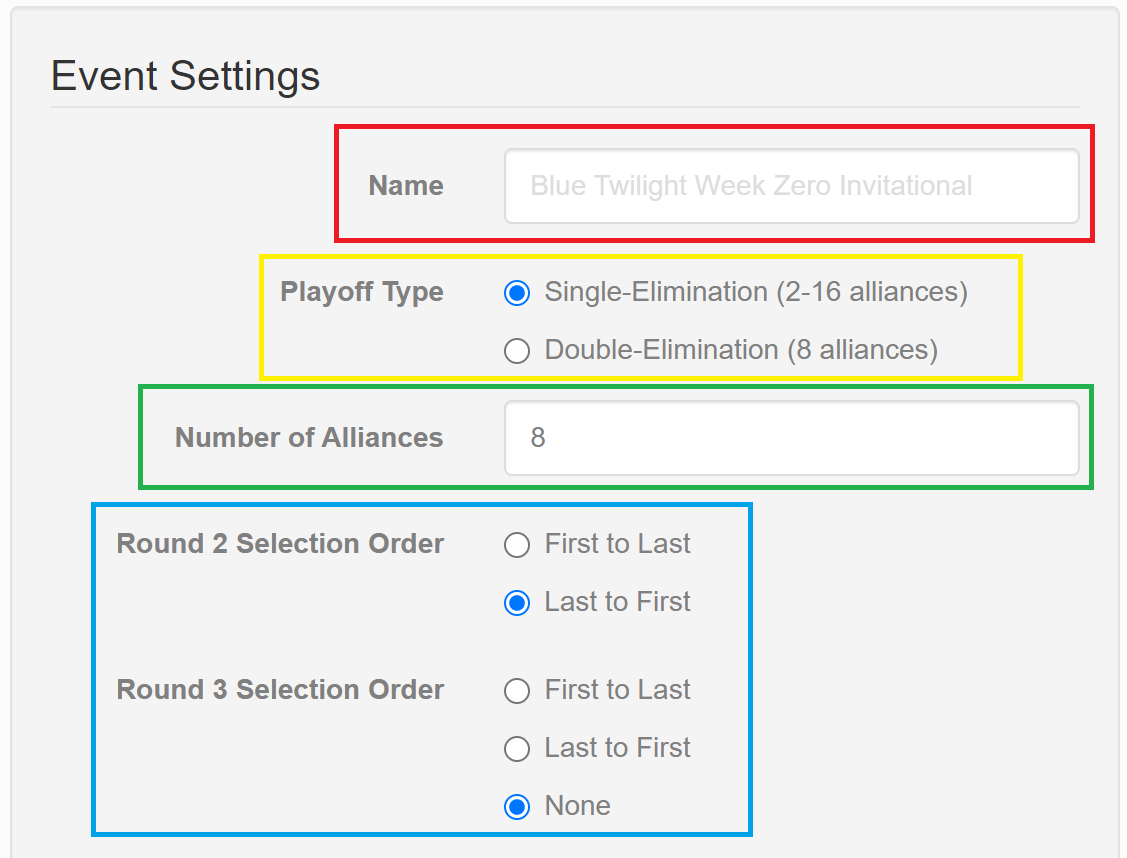 Event Settings
Name Blue Twilight Week Zero Invitational
Playoff Type Single-Elimination (2-16 alliances)
Double-Elimination (8 alliances)
Number of Alliances 8
Round 2 Selection Order First to Last
Last to First
Round 3 Selection Order First to Last
Last to First
None